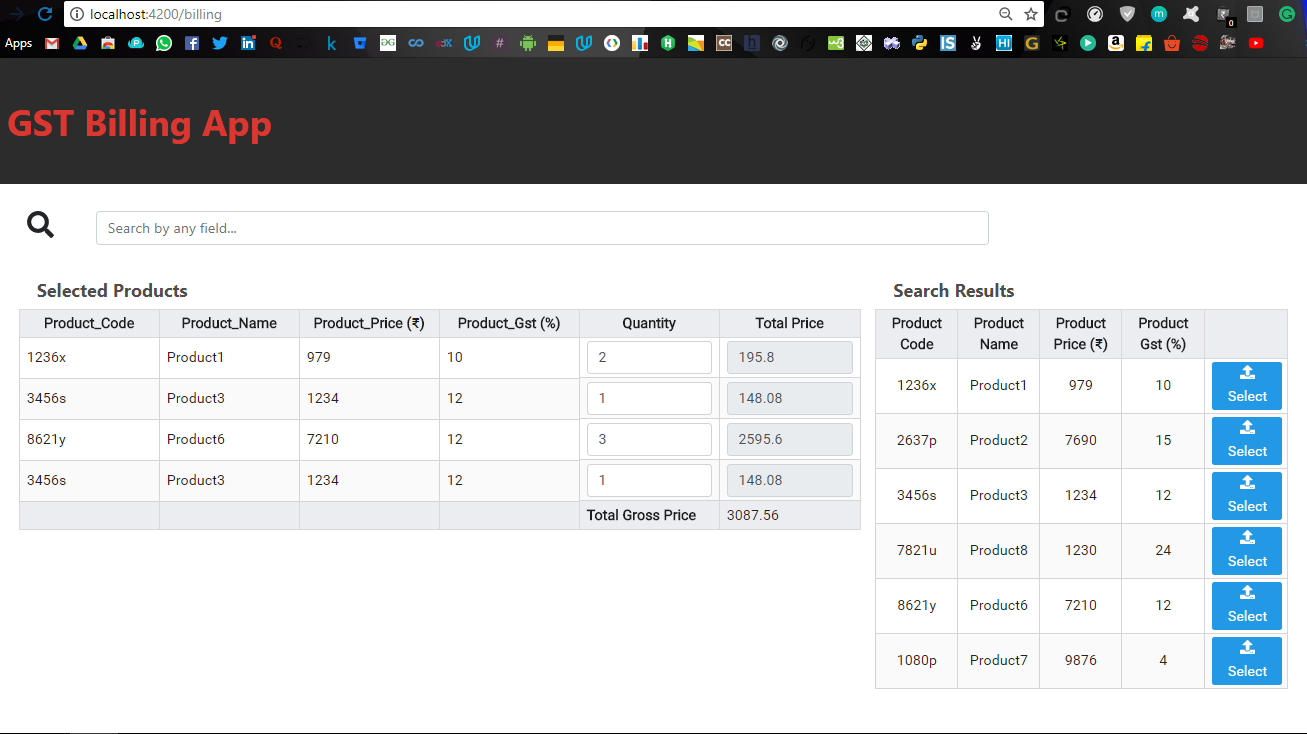 localhost:4200/billing
Apps
GST Billing App
Search by any field...
Selected Products
Product_Code Product_Name Product_Price (₹) Product_Gst (%) Quantity Total Price
1236x Product1 979 10 2 195.8
3456s Product3 1234 12 1 148.08
8621y Product6 7210 12 3 2595.6
3456s Product3 1234 12 1 148.08
Total Gross Price 3087.56
Search Results
Product Code Product Name Product Price (₹) Product Gst (%)
1236x Product1 979 10 Select
2637p Product2 7690 15 Select
3456s Product3 1234 12 Select
7821u Product8 1230 24 Select
8621y Product6 7210 12 Select
1080p Product7 9876 4 Select